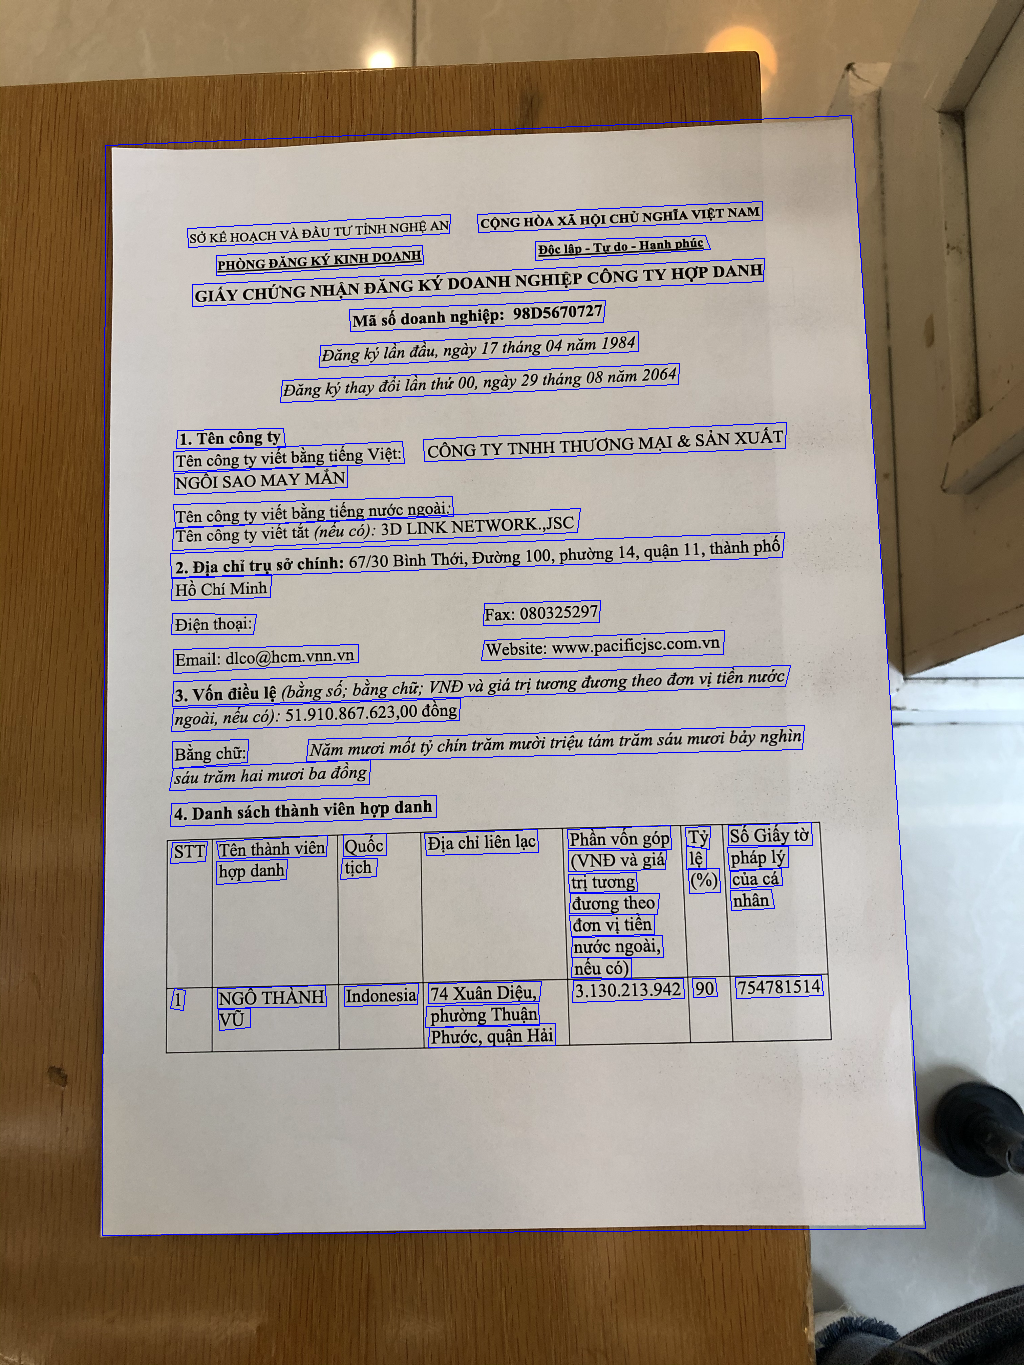 SỞ KẾ HOẠCH VÀ ĐẦU TƯ TỈNH NGHỆ AN
CỘNG HÒA XÃ HỘI CHỦ NGHĨA VIỆT NAM
PHÒNG ĐĂNG KÝ KINH DOANH
Độc lập - Tự do - Hạnh phúc
GIẤY CHỨNG NHẬN ĐĂNG KÝ DOANH NGHIỆP CÔNG TY HỢP DANH
Mã số doanh nghiệp: 98D5670727
Đăng ký lần đầu, ngày 17 tháng 04 năm 1984
Đăng ký thay đổi lần thứ 00, ngày 29 tháng 08 năm 2064
1. Tên công ty
Tên công ty viết bằng tiếng Việt: CÔNG TY TNHH THƯƠNG MẠI & SẢN XUẤT
NGÔI SAO MAY MẮN
Tên công ty viết bằng tiếng nước ngoài:
Tên công ty viết tắt (nếu có): 3D LINK NETWORK.,JSC
2. Địa chỉ trụ sở chính: 67/30 Bình Thới, Đường 100, phường 14, quận 11, thành phố
Hồ Chí Minh
Điện thoại:
Fax: 080325297
Email: dlco@hcm.vnn.vn
Website: www.pacificjsc.com.vn
3. Vốn điều lệ (bằng số; bằng chữ; VNĐ và giá trị tương đương theo đơn vị tiền nước
ngoài, nếu có): 51.910.867.623,00 đồng
Bằng chữ: Năm mươi mốt tỷ chín trăm mười triệu tám trăm sáu mươi bảy nghìn
sáu trăm hai mươi ba đồng
4. Danh sách thành viên hợp danh
STT
Tên thành viên
hợp danh
Quốc
tịch
Địa chỉ liên lạc
Phần vốn góp
(VNĐ và giá
trị tương
đương theo
đơn vị tiền
nước ngoài,
nếu có)
Tỷ
lệ
(%)
Số Giấy tờ
pháp lý
của cá
nhân
1
NGÔ THÀNH
VŨ
Indonesia
74 Xuân Diệu,
phường Thuận
Phước, quận Hải
3.130.213.942
90
754781514